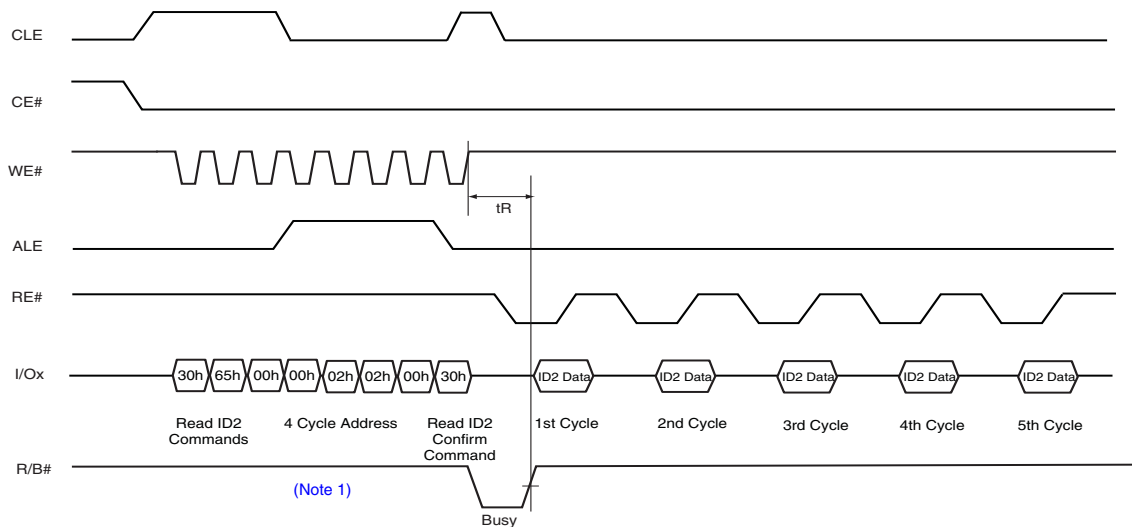 CLE
CE#
WE#
tR
ALE
RE#
I/Ox
30h 65h 00h 00h 02h 02h 00h 30h ID2 Data ID2 Data ID2 Data ID2 Data ID2 Data
Read ID2 Commands
4 Cycle Address
Read ID2 Confirm Command
1st Cycle
2nd Cycle
3rd Cycle
4th Cycle
5th Cycle
R/B#
(Note 1)
Busy